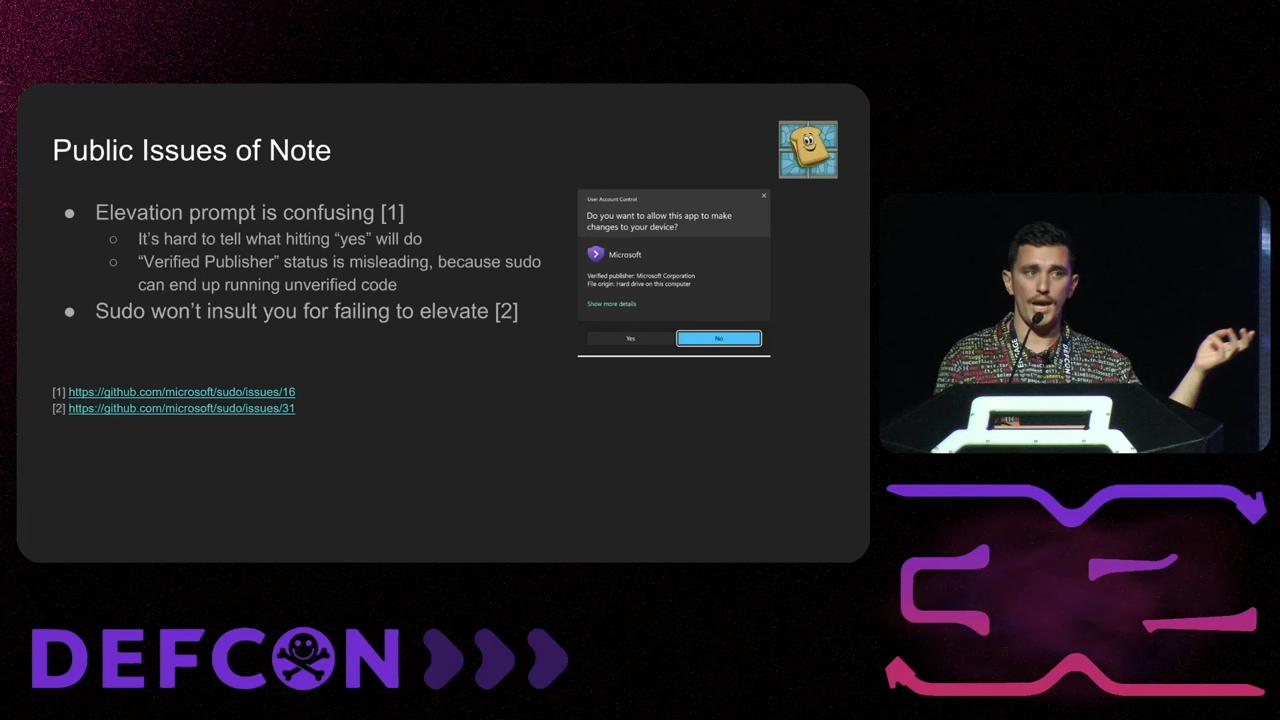 Public Issues of Note
● Elevation prompt is confusing [1]
○ It’s hard to tell what hitting “yes” will do
○ “Verified Publisher” status is misleading, because sudo
can end up running unverified code
● Sudo won’t insult you for failing to elevate [2]
[1] https://github.com/microsoft/sudo/issues/16
[2] https://github.com/microsoft/sudo/issues/31
User Account Control
Do you want to allow this app to make
changes to your device?
Microsoft
Verified publisher: Microsoft Corporation
File origin: Hard drive on this computer
Show more details
Yes
No
DEFCON
DEFCON